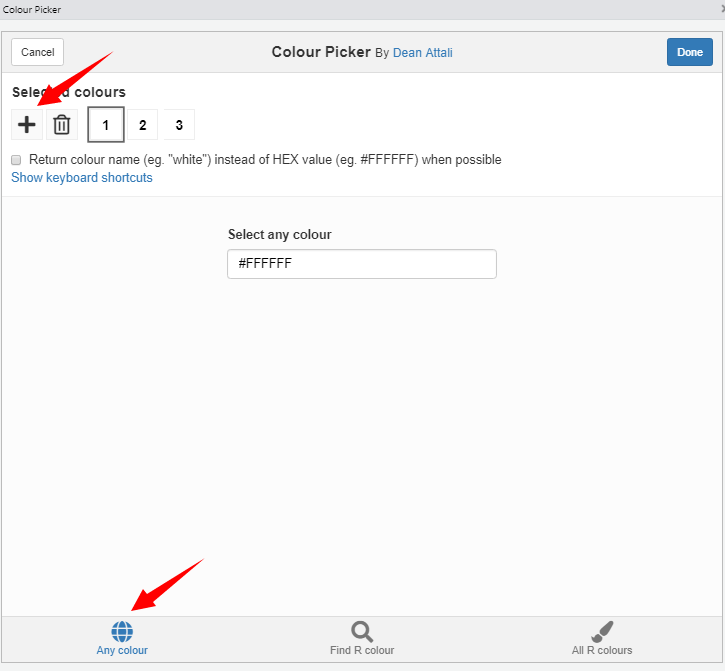 Colour Picker
Cancel
Colour Picker By Dean Attali
Done
Selected colours
1 2 3
Return colour name (eg. "white") instead of HEX value (eg. #FFFFFF) when possible
Show keyboard shortcuts
Select any colour
#FFFFFF
Any colour
Find R colour
All R colours